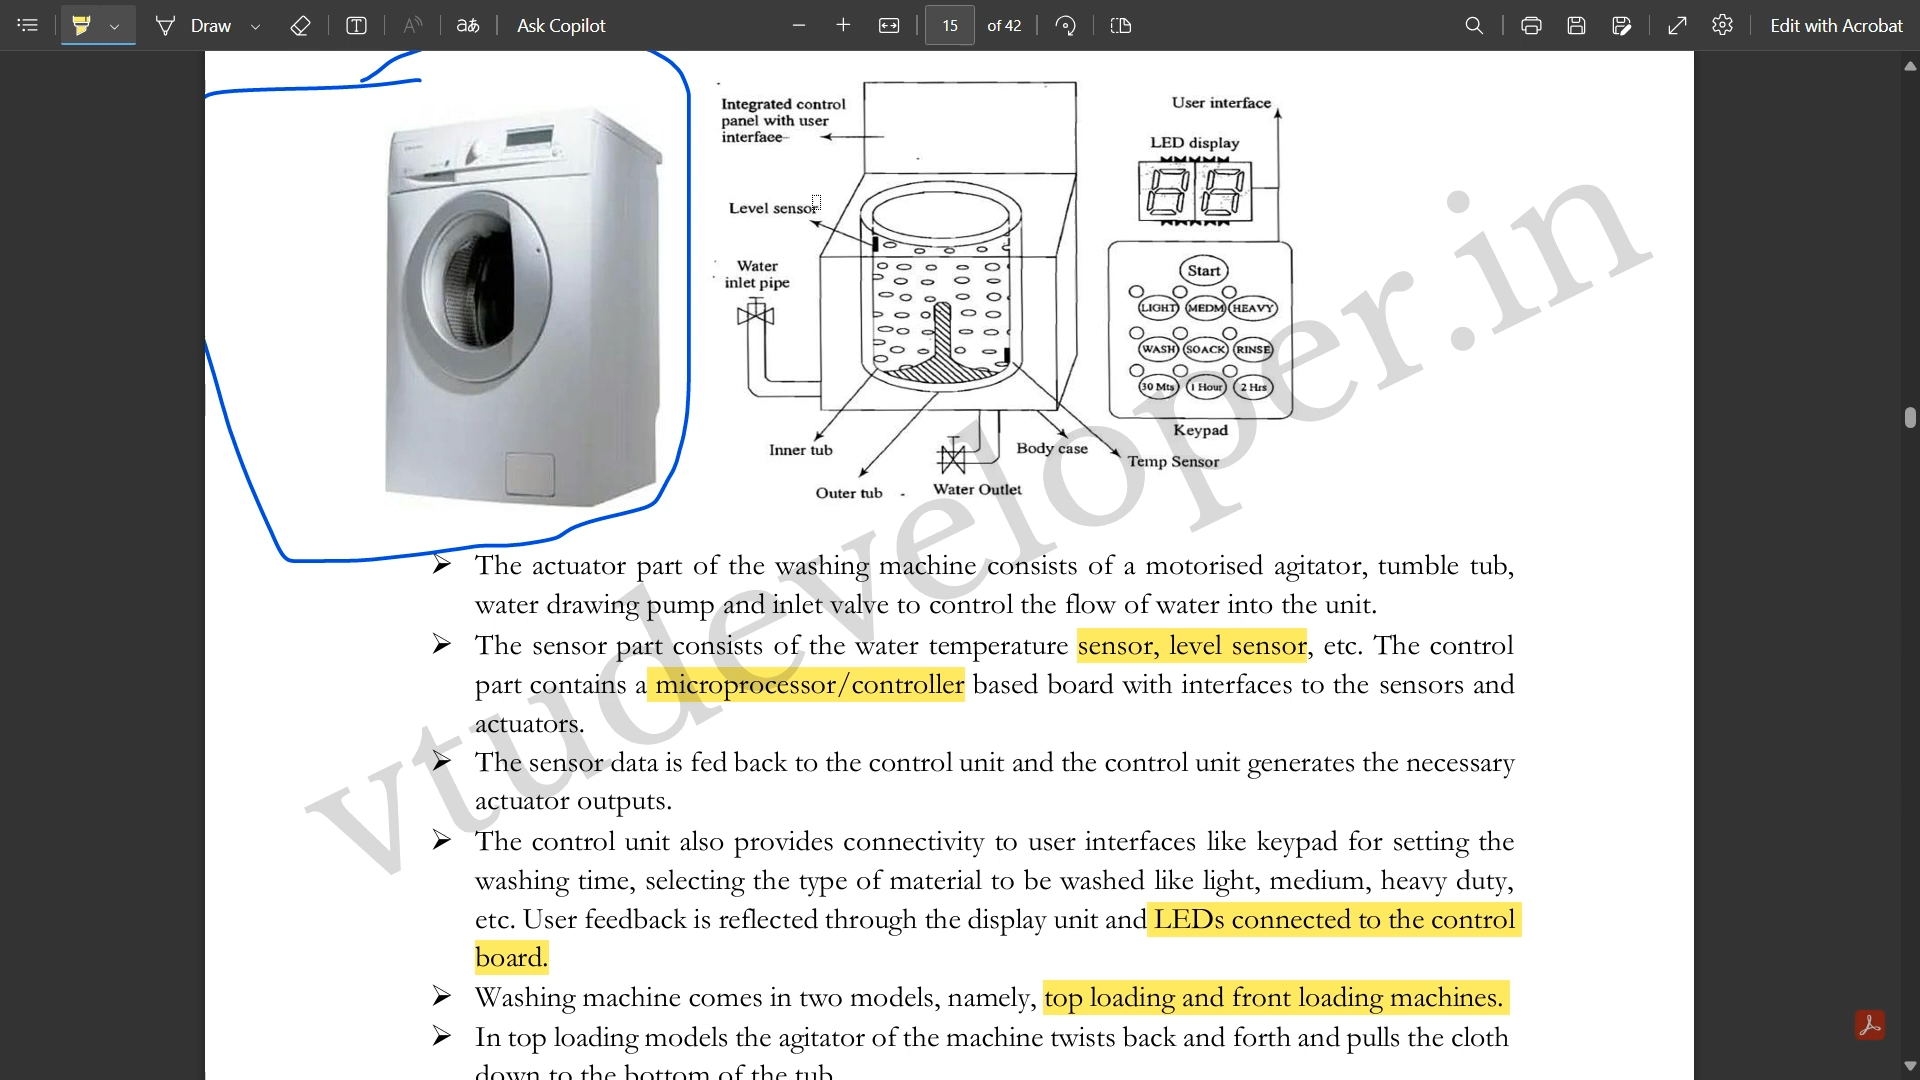 Draw
Ask Copilot
15 of 42
Edit with Acrobat
Integrated control
panel with user
interface
Level sensor
Water
inlet pipe
Inner tub
Outer tub
Water Outlet
Body case
Temp Sensor
User interface
LED display
88
Start
LIGHT MEDM HEAVY
WASH SOACK RINSE
30 Mts 1 Hour 2 Hrs
Keypad
vtudeveloper.in
➢ The actuator part of the washing machine consists of a motorised agitator, tumble tub,
water drawing pump and inlet valve to control the flow of water into the unit.
➢ The sensor part consists of the water temperature sensor, level sensor, etc. The control
part contains a microprocessor/controller based board with interfaces to the sensors and
actuators.
➢ The sensor data is fed back to the control unit and the control unit generates the necessary
actuator outputs.
➢ The control unit also provides connectivity to user interfaces like keypad for setting the
washing time, selecting the type of material to be washed like light, medium, heavy duty,
etc. User feedback is reflected through the display unit and LEDs connected to the control
board.
➢ Washing machine comes in two models, namely, top loading and front loading machines.
➢ In top loading models the agitator of the machine twists back and forth and pulls the cloth
down to the bottom of the tub.